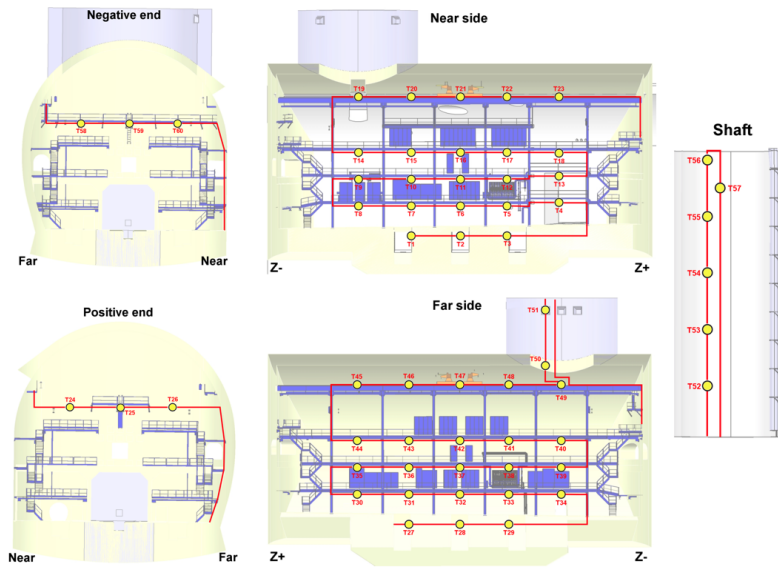 Negative end
Near side
T19 T20 T21 T22 T23
T58 T59 T60
T14 T15 T16 T17 T18
T9 T10 T11 T12 T13
T8 T7 T6 T5 T4
T1 T2 T3
Far Near
Z- Z+
Shaft
T56
T57
T55
T54
T53
T52
Positive end
Far side
T51
T50
T45 T46 T47 T48 T49
T24 T25 T26
T44 T43 T42 T41 T40
T35 T36 T37 T38 T39
T30 T31 T32 T33 T34
T27 T28 T29
Near Far
Z+ Z-